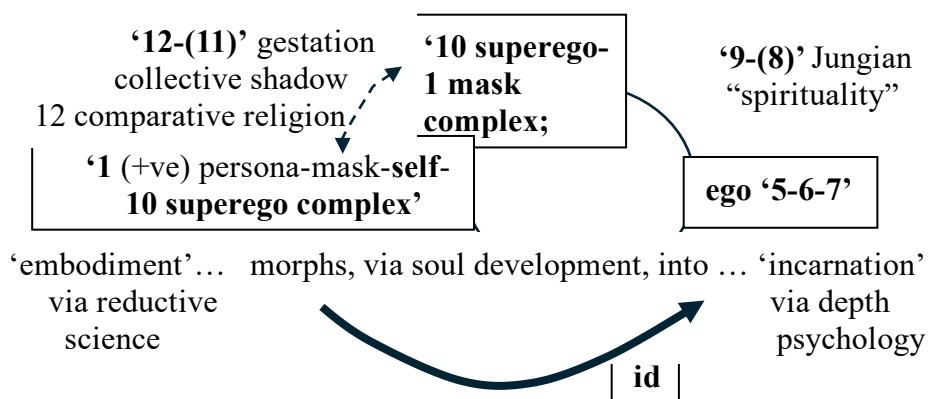 ‘12-(11)’ gestation
collective shadow
12 comparative religion
‘10 superego-
1 mask
complex;
‘9-(8)’ Jungian
“spirituality”
‘1 (+ve) persona-mask-self-
10 superego complex’
ego ‘5-6-7’
‘embodiment’… morphs, via soul development, into … ‘incarnation’
via reductive
science
via depth
psychology
id